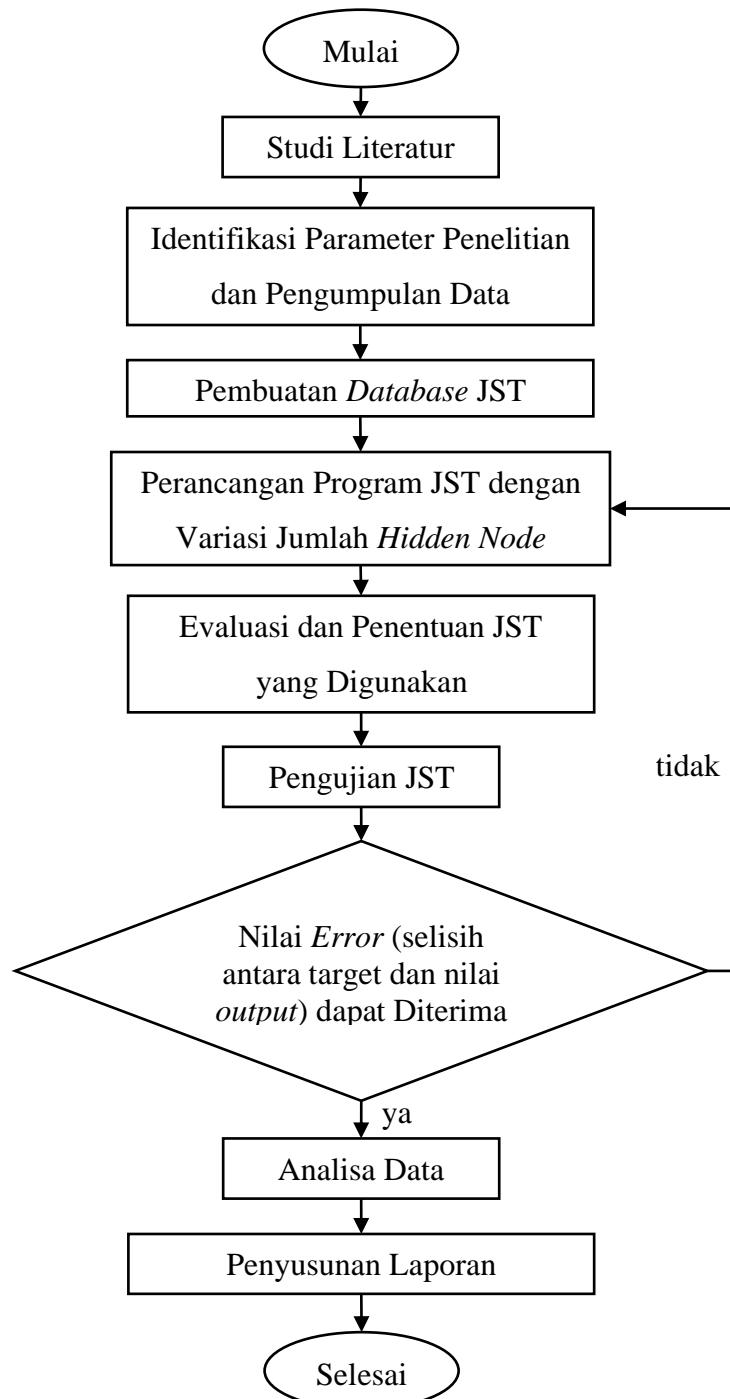 Mulai
Studi Literatur
Identifikasi Parameter Penelitian
dan Pengumpulan Data
Pembuatan Database JST
Perancangan Program JST dengan
Variasi Jumlah Hidden Node
Evaluasi dan Penentuan JST
yang Digunakan
Pengujian JST
tidak
Nilai Error (selisih
antara target dan nilai
output) dapat Diterima
ya
Analisa Data
Penyusunan Laporan
Selesai